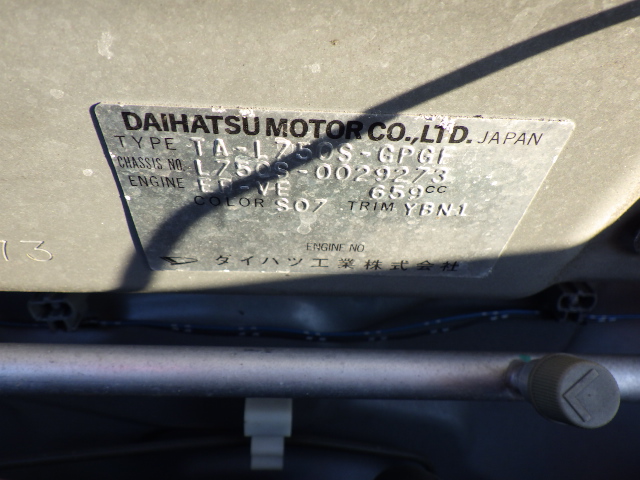 DAIHATSU MOTOR CO.,LTD. JAPAN
TYPE TA-L750S-GPGF
CHASSIS NO. L750S-0029273
ENGINE EF-VE 659CC
COLOR S07 TRIM YBN1
ENGINE NO
ダイハツ工業株式会社
73